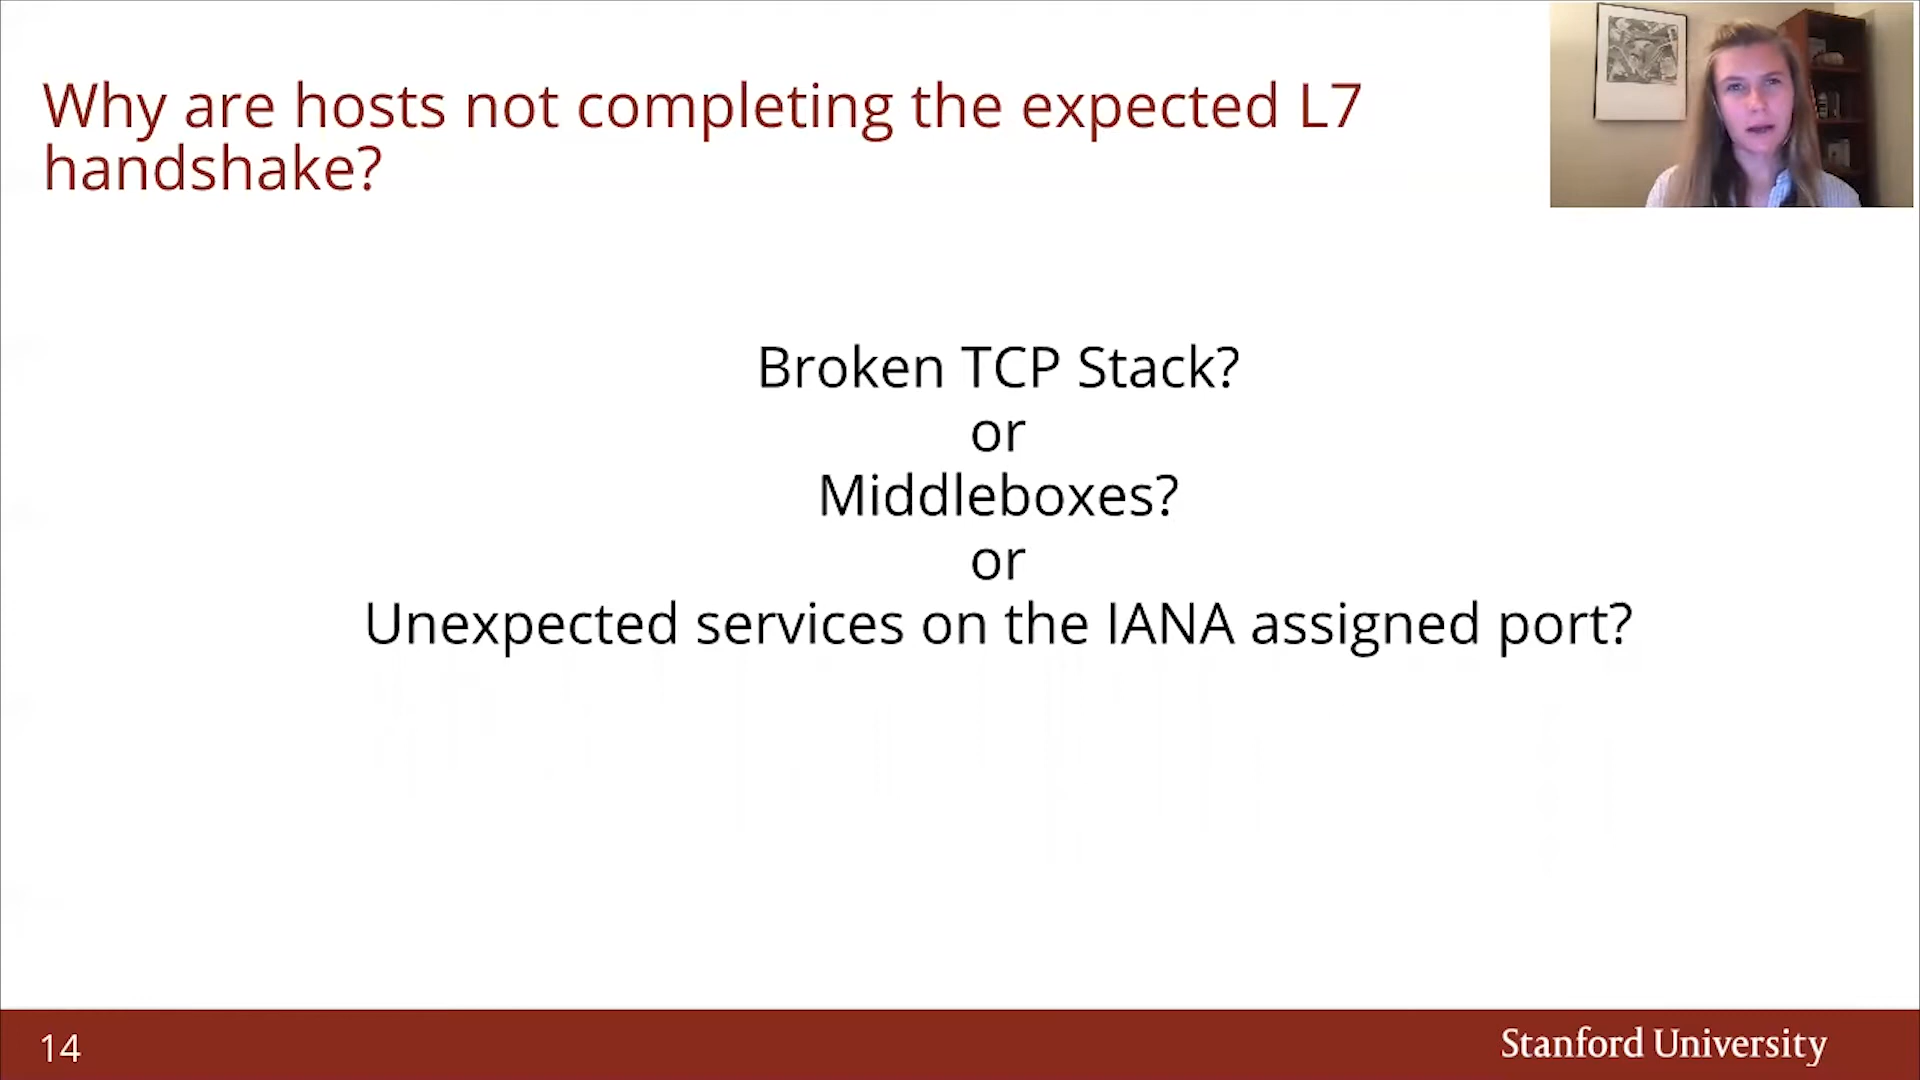 Why are hosts not completing the expected L7
handshake?
Broken TCP Stack?
or
Middleboxes?
or
Unexpected services on the IANA assigned port?
14
Stanford University